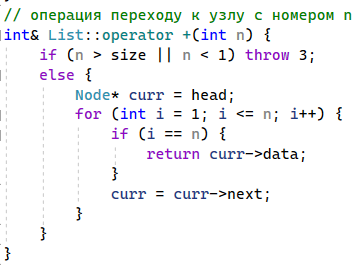 // операция переходу к узлу с номером n
int& List::operator +(int n) {
    if (n > size || n < 1) throw 3;
    else {
        Node* curr = head;
        for (int i = 1; i <= n; i++) {
            if (i == n) {
                return curr->data;
            }
            curr = curr->next;
        }
    }
}